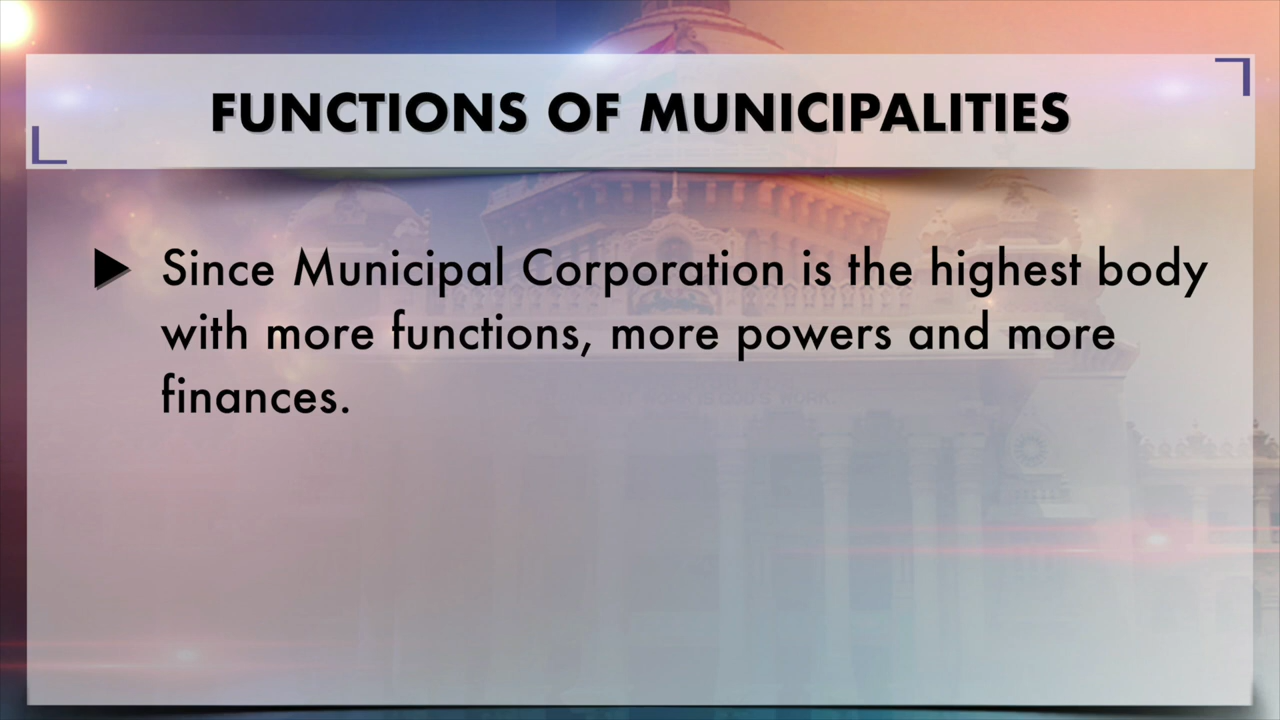 FUNCTIONS OF MUNICIPALITIES
Since Municipal Corporation is the highest body
with more functions, more powers and more
finances.